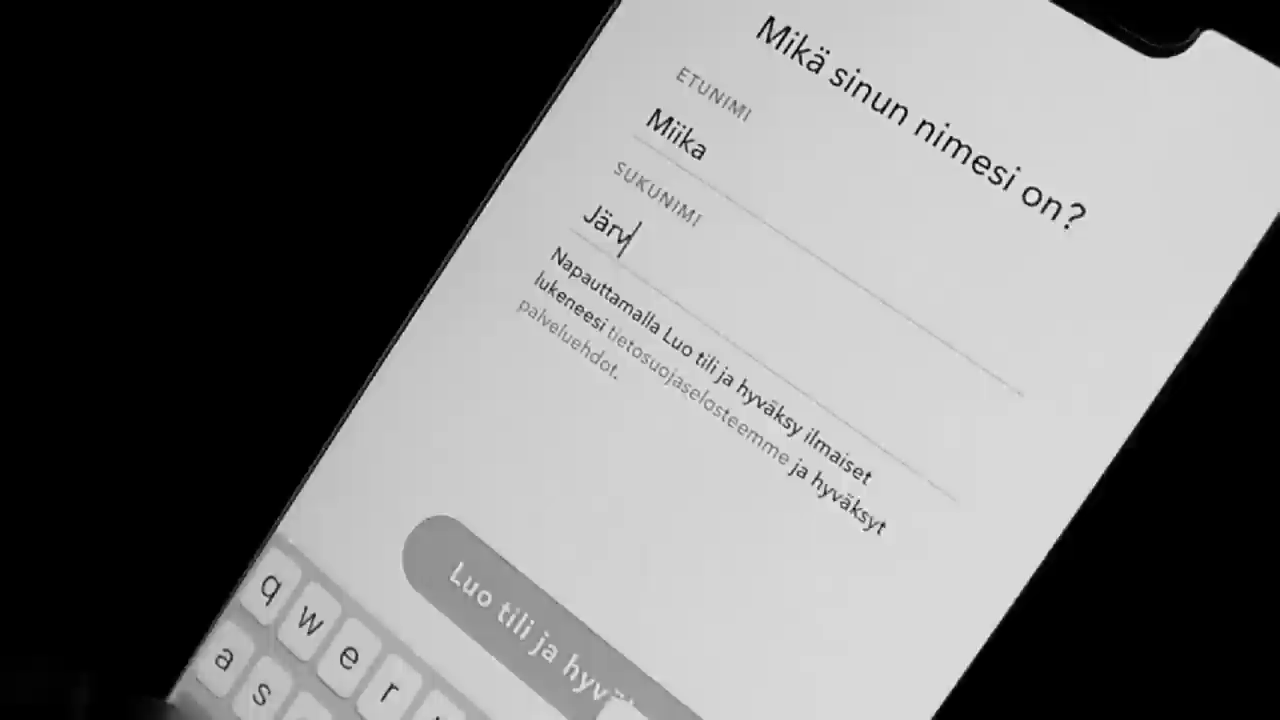 Mikä sinun nimesi on?
ETUNIMI
Miika
SUKUNIMI
Järv
Napauttamalla Luo tili ja hyväksy ilmaiset
lukeneesi tietosuojaselosteemme ja hyväksyt
palveluehdot.
Luo tili ja
q w e r
a s